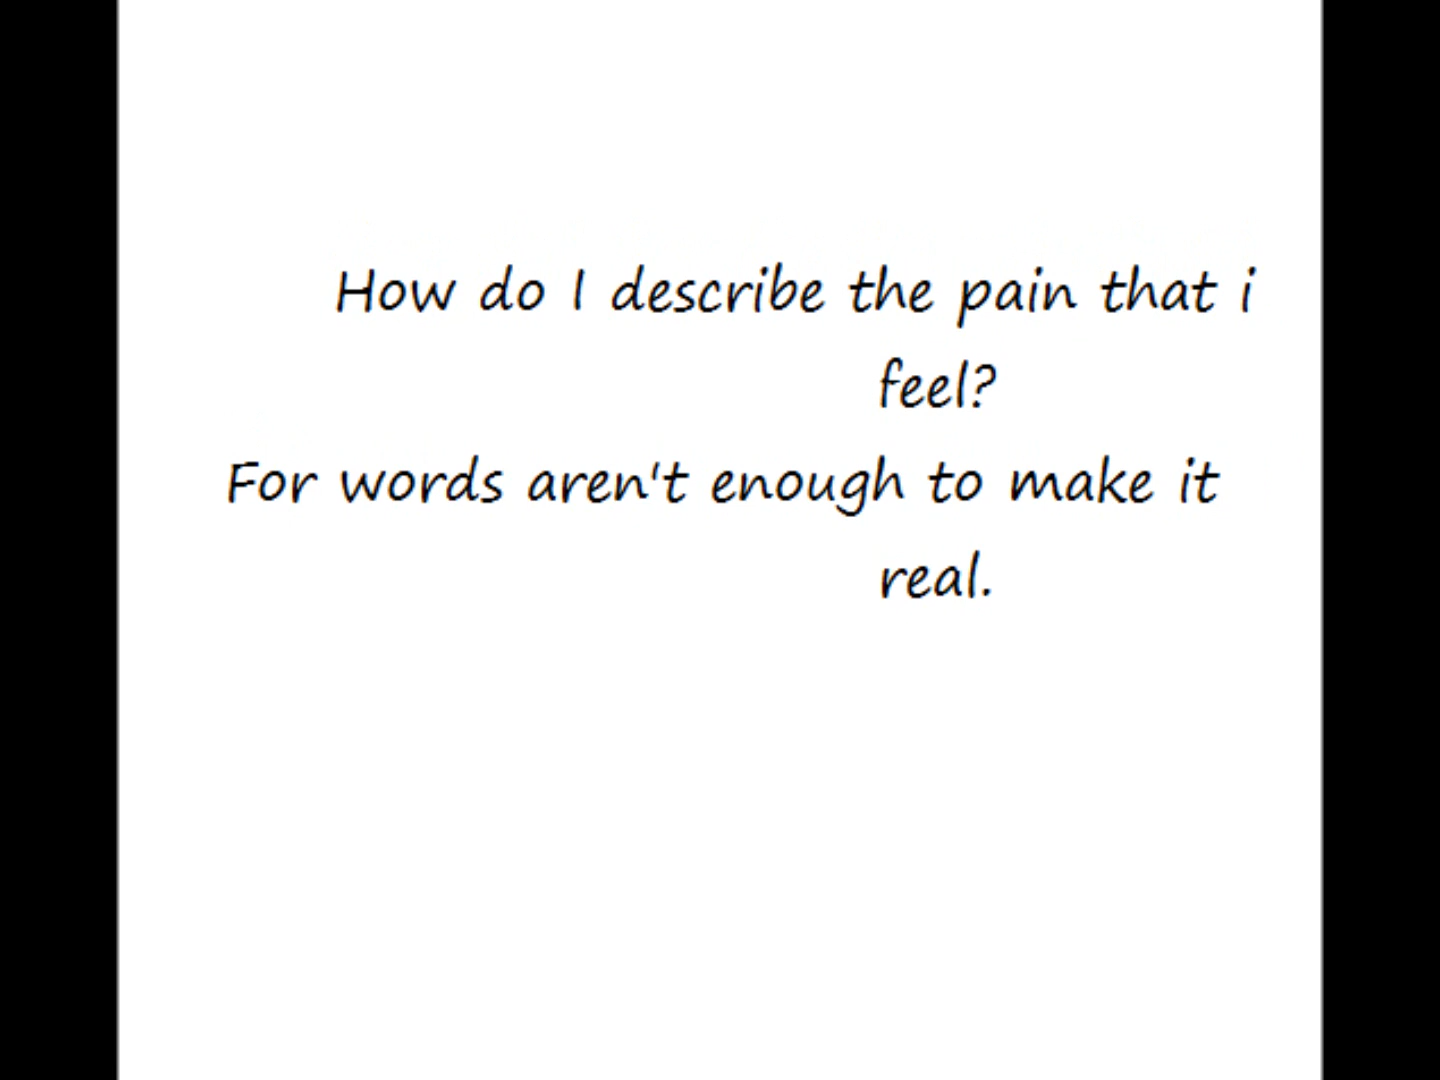 How do I describe the pain that i
feel?
For words aren't enough to make it
real.